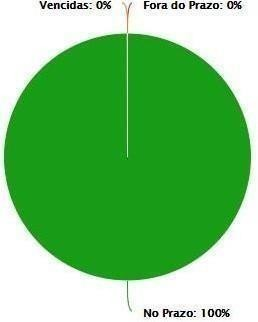 Vencidas: 0%
Fora do Prazo: 0%
No Prazo: 100%